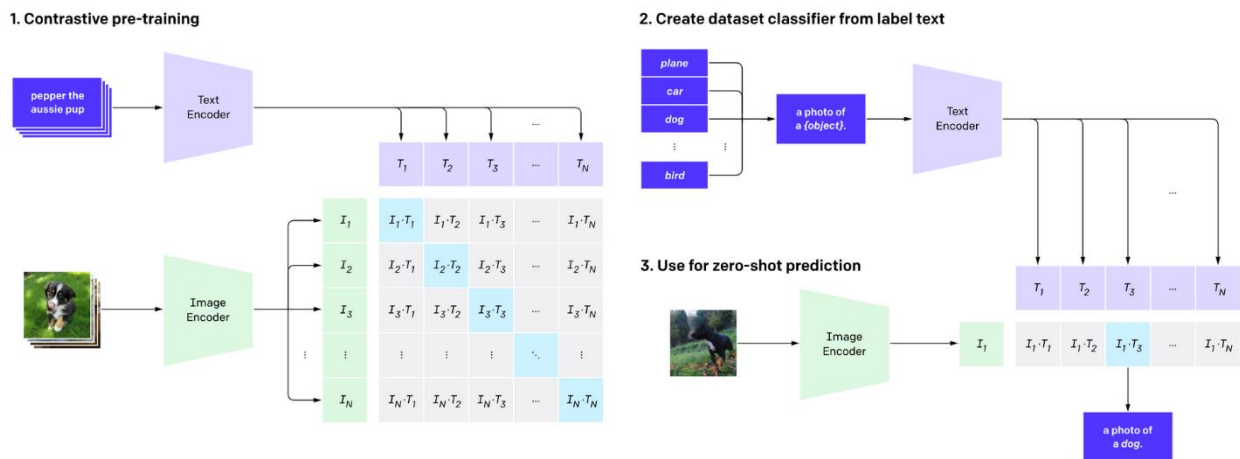 1. Contrastive pre-training
pepper the
aussie pup
Text
Encoder
...
T1 T2 T3 ... TN
Image
Encoder
I1 I1·T1 I1·T2 I1·T3 ... I1·TN
I2 I2·T1 I2·T2 I2·T3 ... I2·TN
I3 I3·T1 I3·T2 I3·T3 ... I3·TN
⋮ ⋮ ⋮ ⋮ ⋱ ⋮
IN IN·T1 IN·T2 IN·T3 ... IN·TN
2. Create dataset classifier from label text
plane
car
dog
⋮ ⋮
bird
a photo of
a {object}.
Text
Encoder
...
3. Use for zero-shot prediction
Image
Encoder
T1 T2 T3 ... TN
I1 I1·T1 I1·T2 I1·T3 ... I1·TN
a photo of
a dog.